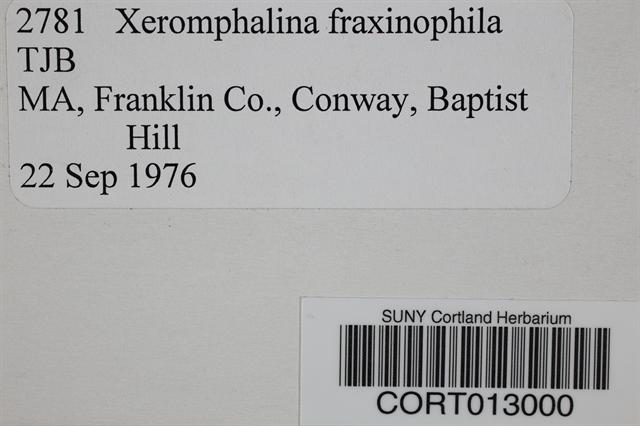 2781 Xeromphalina fraxinophila
TJB
MA, Franklin Co., Conway, Baptist
Hill
22 Sep 1976
SUNY Cortland Herbarium
CORT013000